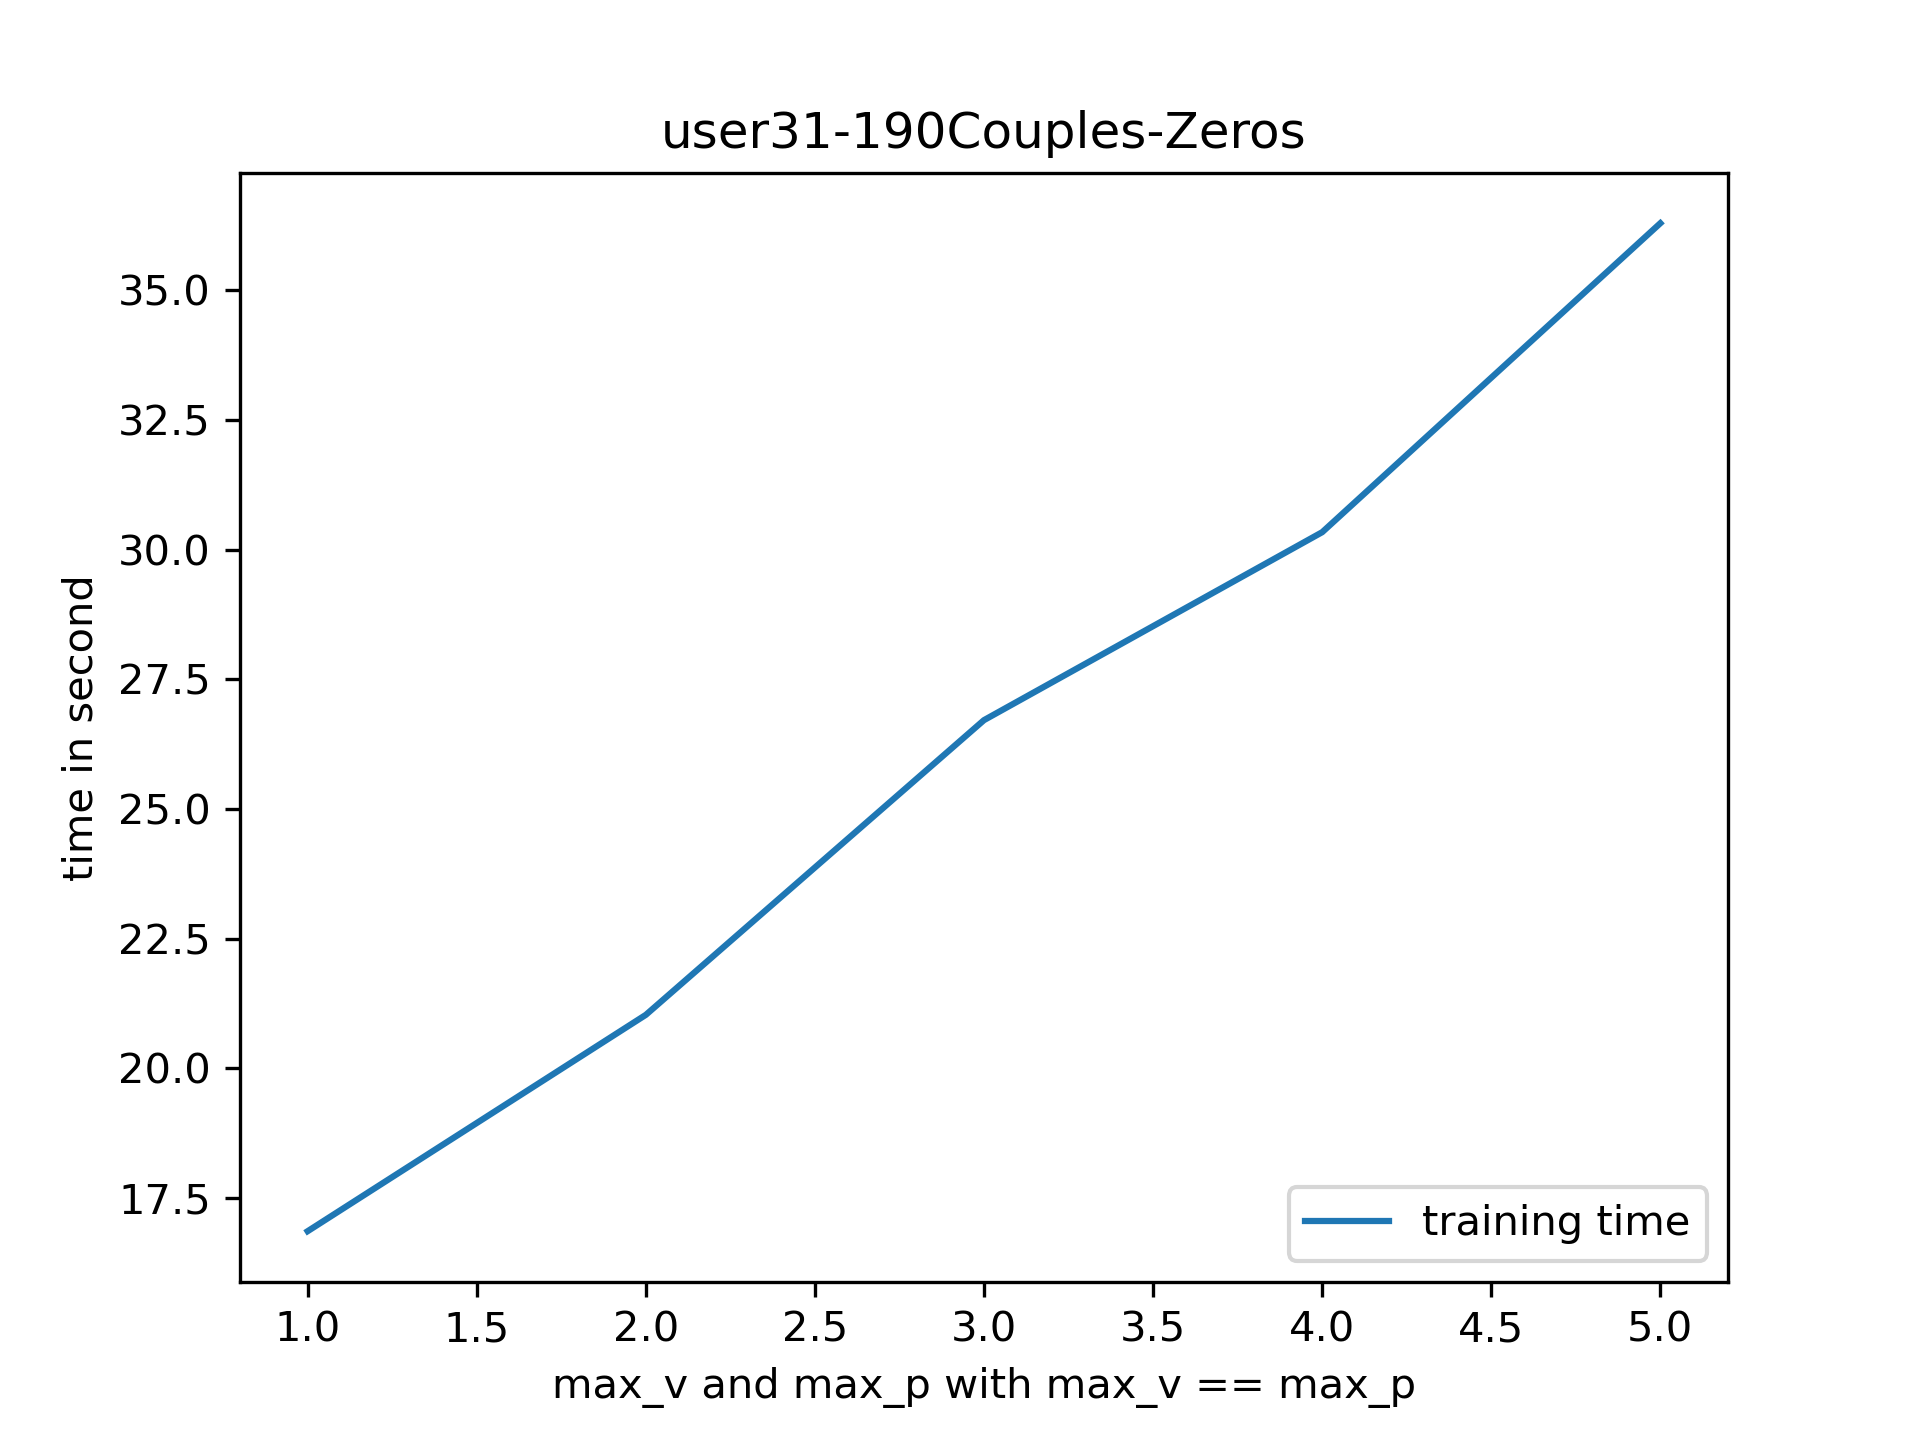 user31-190Couples-Zeros
35.0
32.5
30.0
27.5
25.0
22.5
20.0
17.5
time in second
training time
1.0 1.5 2.0 2.5 3.0 3.5 4.0 4.5 5.0
max_v and max_p with max_v == max_p